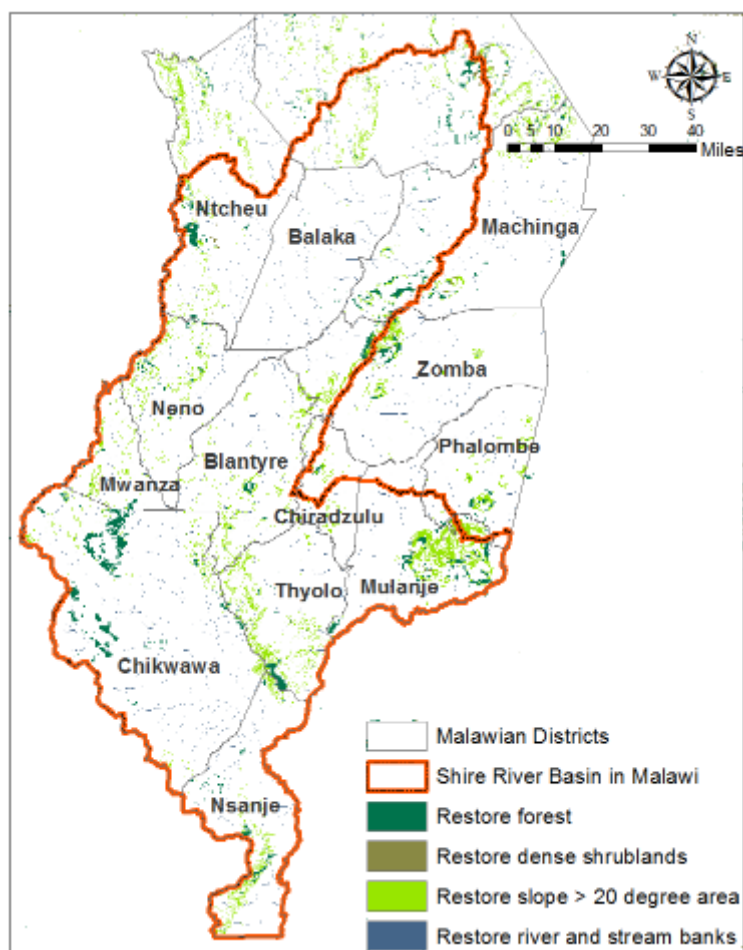 N
W E
S
0 5 10 20 30 40
Miles
Ntcheu
Balaka
Machinga
Zomba
Neno
Phalombe
Blantyre
Mwanza
Chiradzulu
Thyolo
Mulanje
Chikwawa
Nsanje
Malawian Districts
Shire River Basin in Malawi
Restore forest
Restore dense shrublands
Restore slope > 20 degree area
Restore river and stream banks